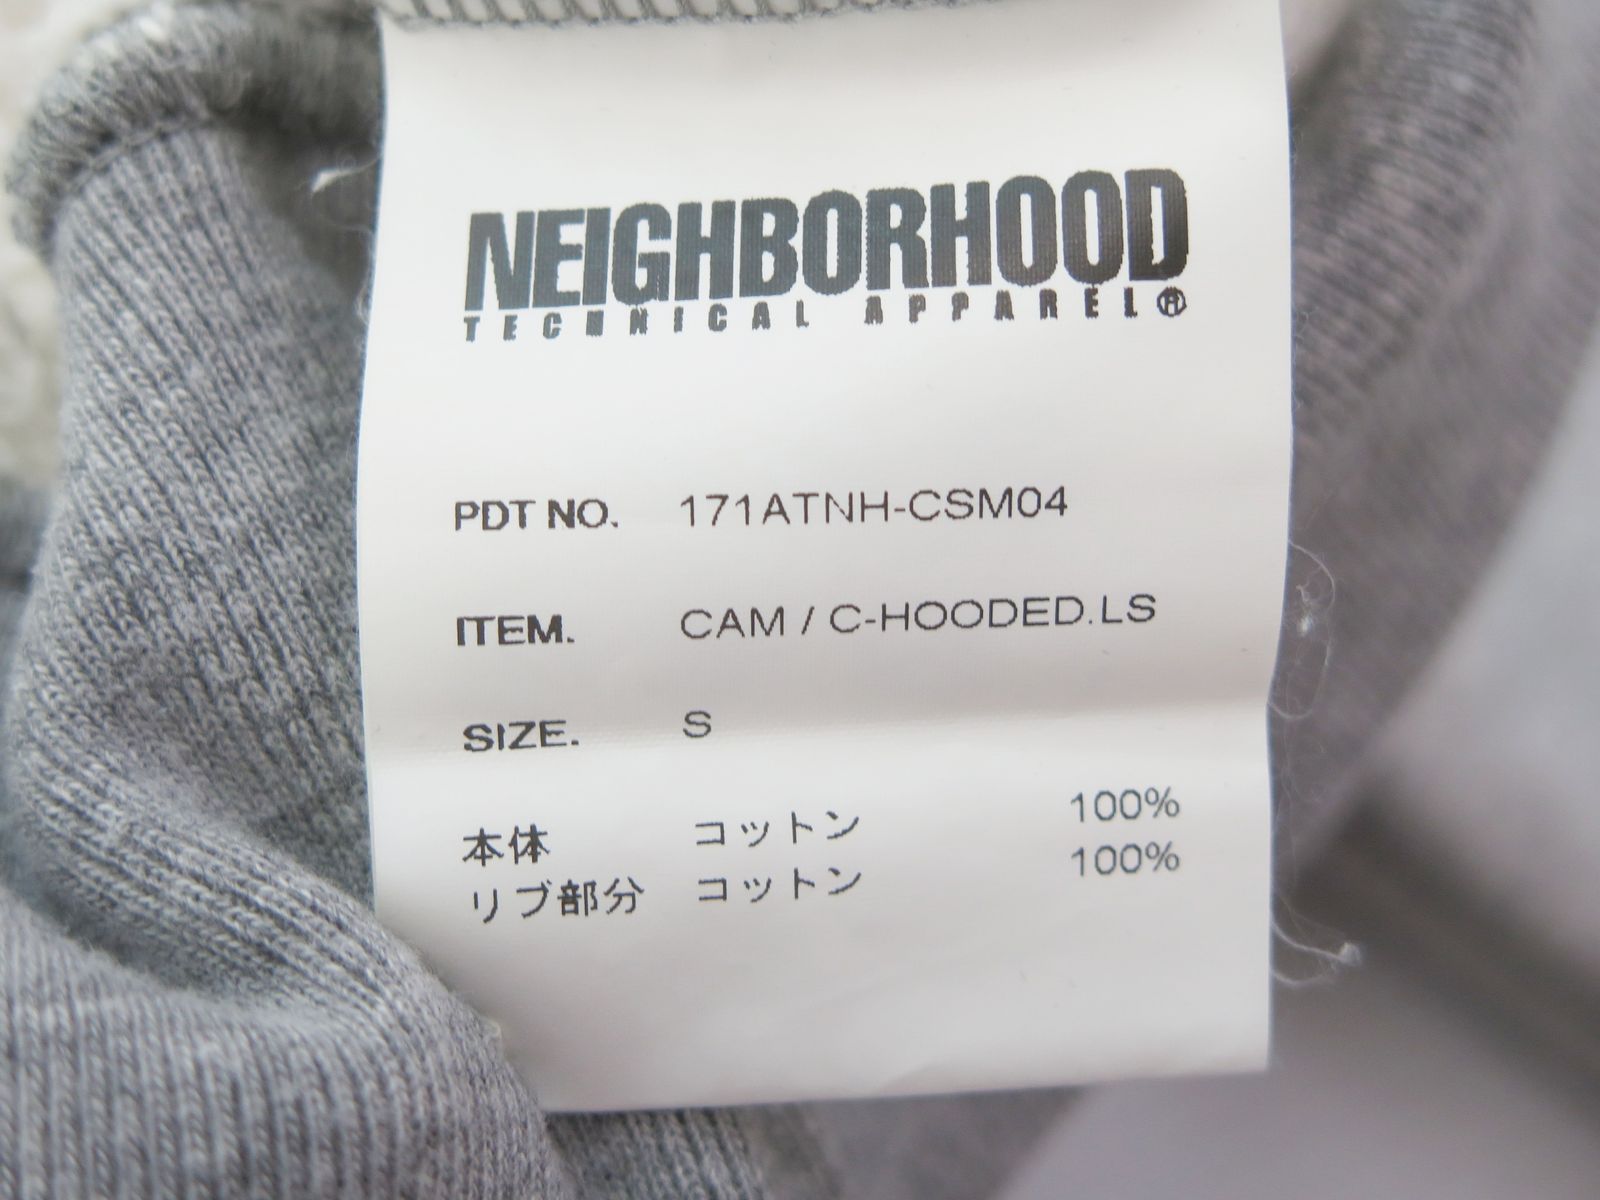 NEIGHBORHOOD
TECHNICAL APPAREL®
PDT NO. 171ATNH-CSM04
ITEM. CAM / C-HOODED.LS
SIZE. S
本体 コットン 100%
リブ部分 コットン 100%